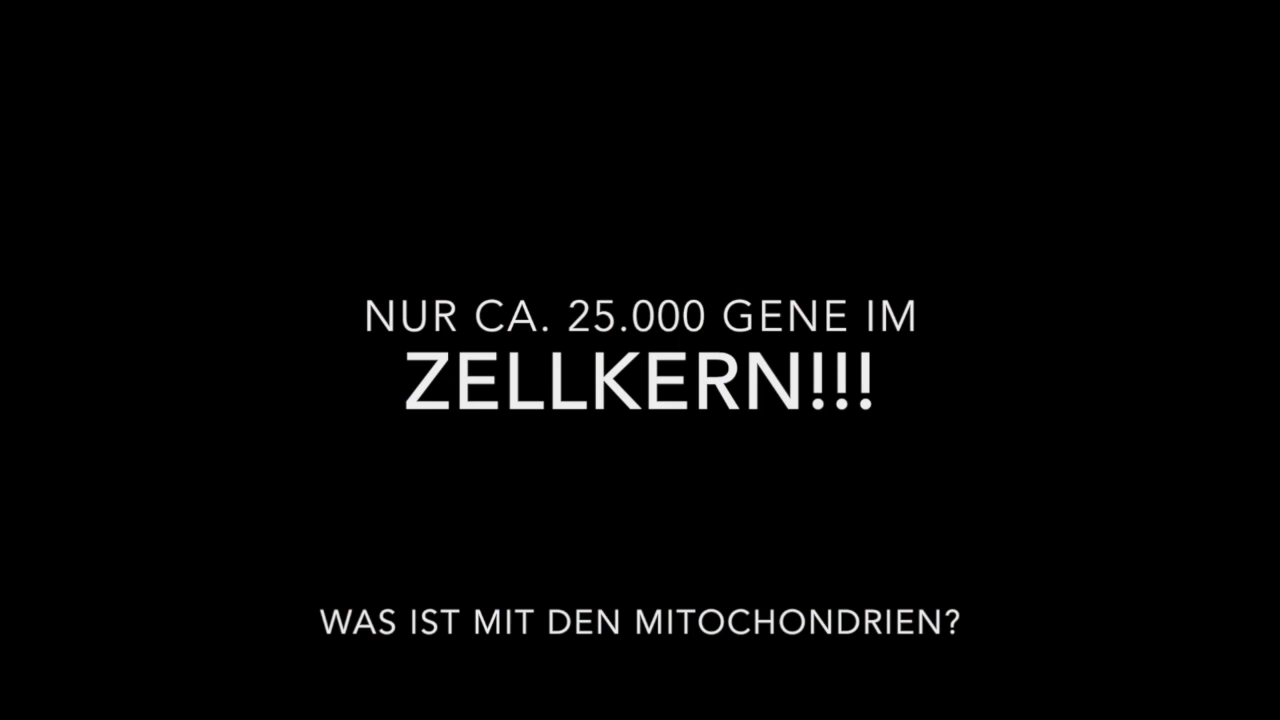 NUR CA. 25.000 GENE IM
ZELLKERN!!!
WAS IST MIT DEN MITOCHONDRIEN?